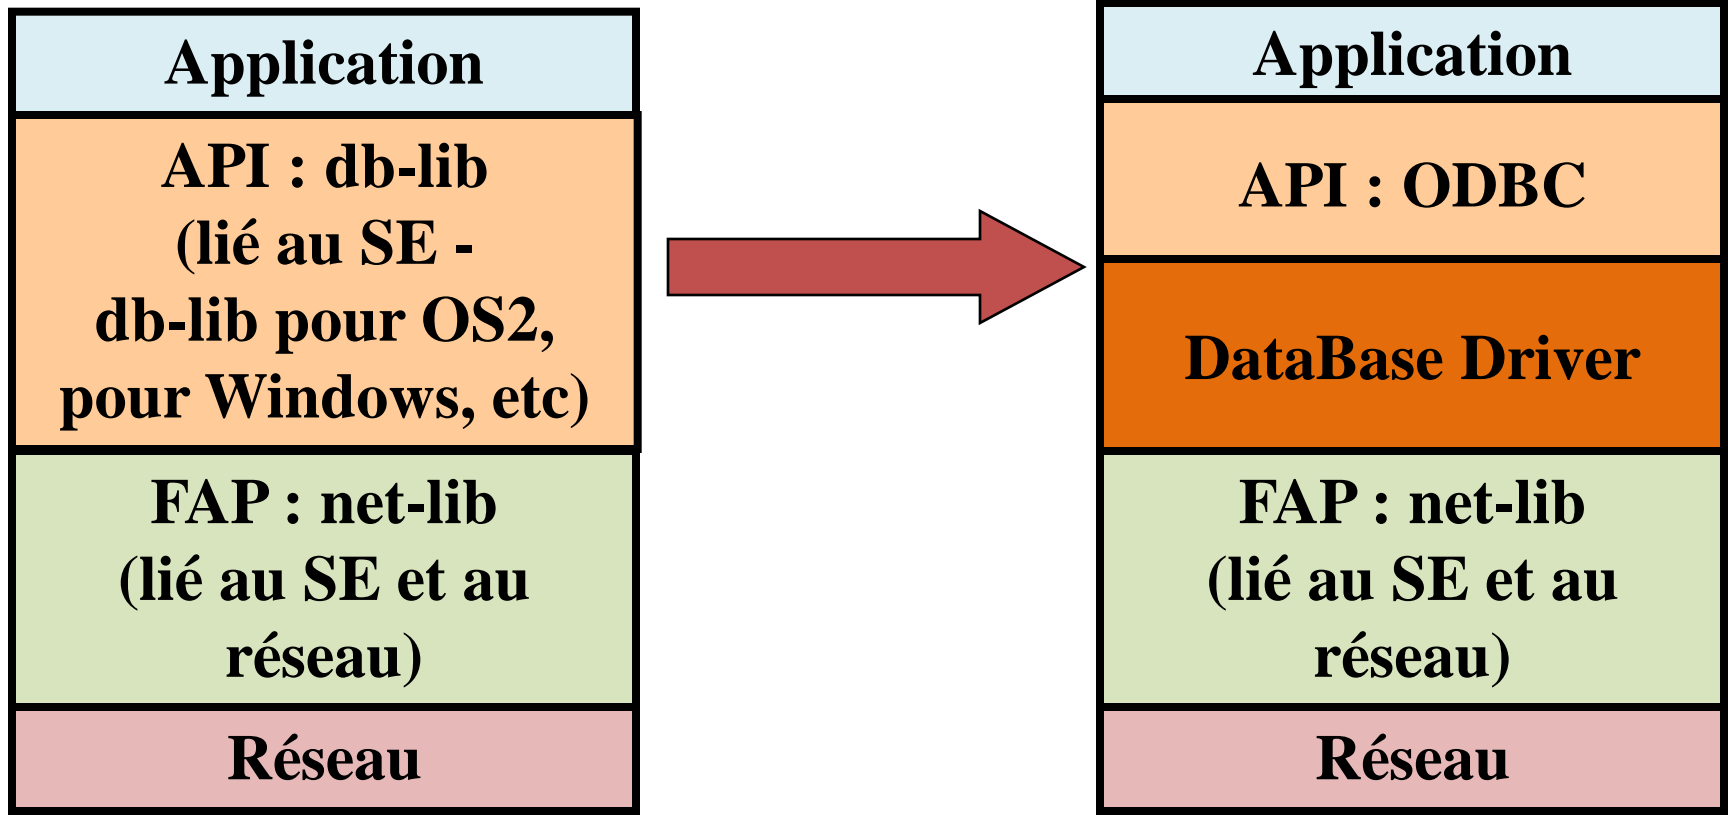 Application
API : db-lib
(lié au SE -
db-lib pour OS2,
pour Windows, etc)
FAP : net-lib
(lié au SE et au
réseau)
Réseau
Application
API : ODBC
DataBase Driver
FAP : net-lib
(lié au SE et au
réseau)
Réseau